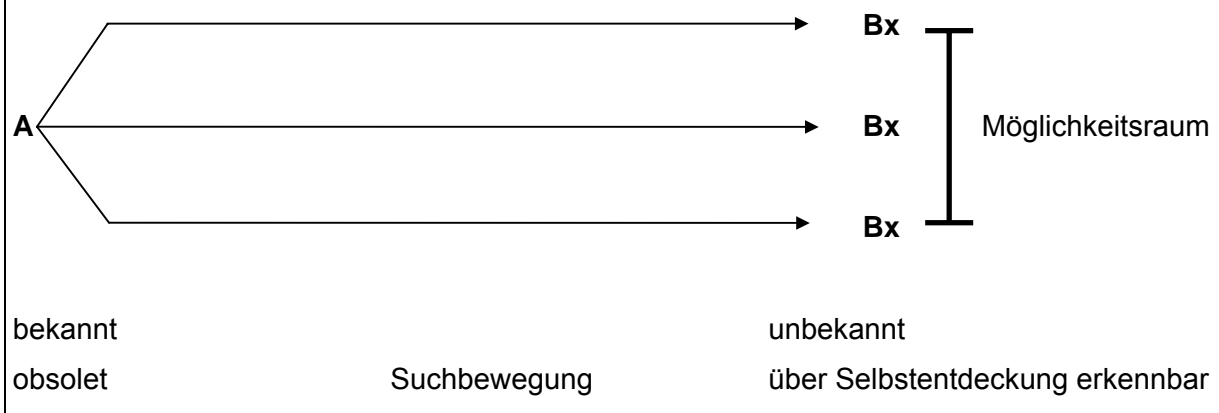 Bx
A Bx Möglichkeitsraum
Bx
bekannt unbekannt
obsolet Suchbewegung über Selbstentdeckung erkennbar